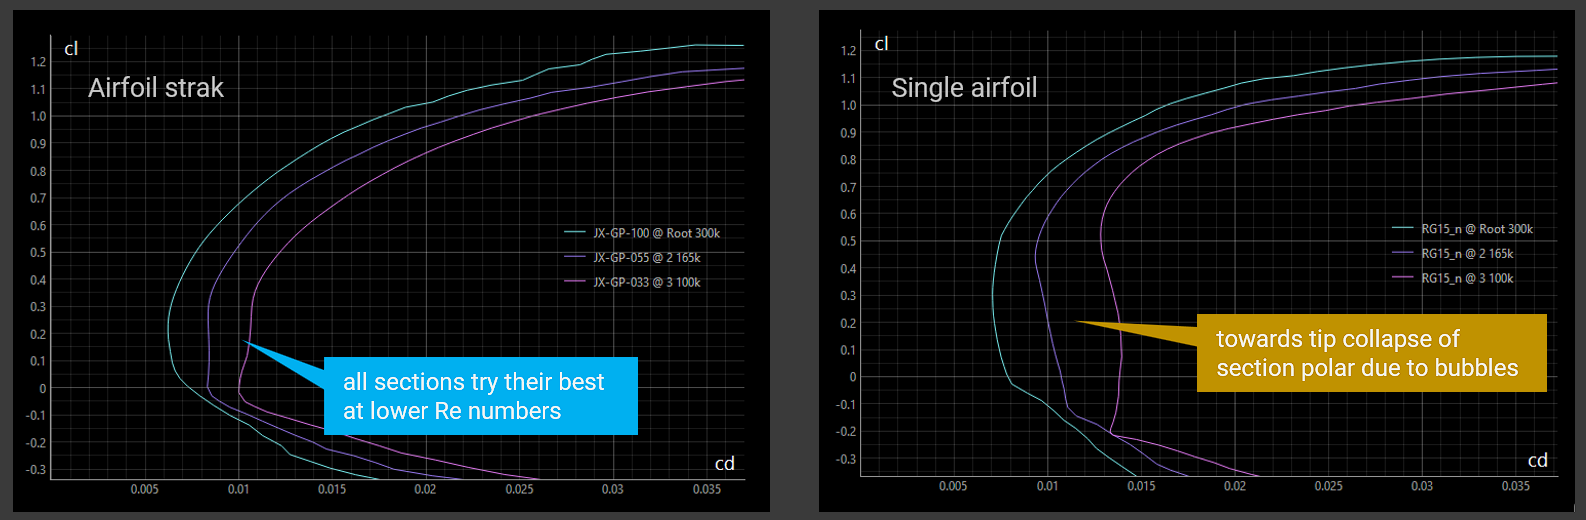 cl
Airfoil strak
1.2
1.1
1.0
0.9
0.8
0.7
0.6
0.5
0.4
0.3
0.2
0.1
0
-0.1
-0.2
-0.3
JX-GP-100 @ Root 300k
JX-GP-055 @ 2 165k
JX-GP-033 @ 3 100k
all sections try their best
at lower Re numbers
cd
0.005 0.01 0.015 0.02 0.025 0.03 0.035
cl
Single airfoil
1.2
1.1
1.0
0.9
0.8
0.7
0.6
0.5
0.4
0.3
0.2
0.1
0
-0.1
-0.2
-0.3
RG15_n @ Root 300k
RG15_n @ 2 165k
RG15_n @ 3 100k
towards tip collapse of
section polar due to bubbles
cd
0.005 0.01 0.015 0.02 0.025 0.03 0.035